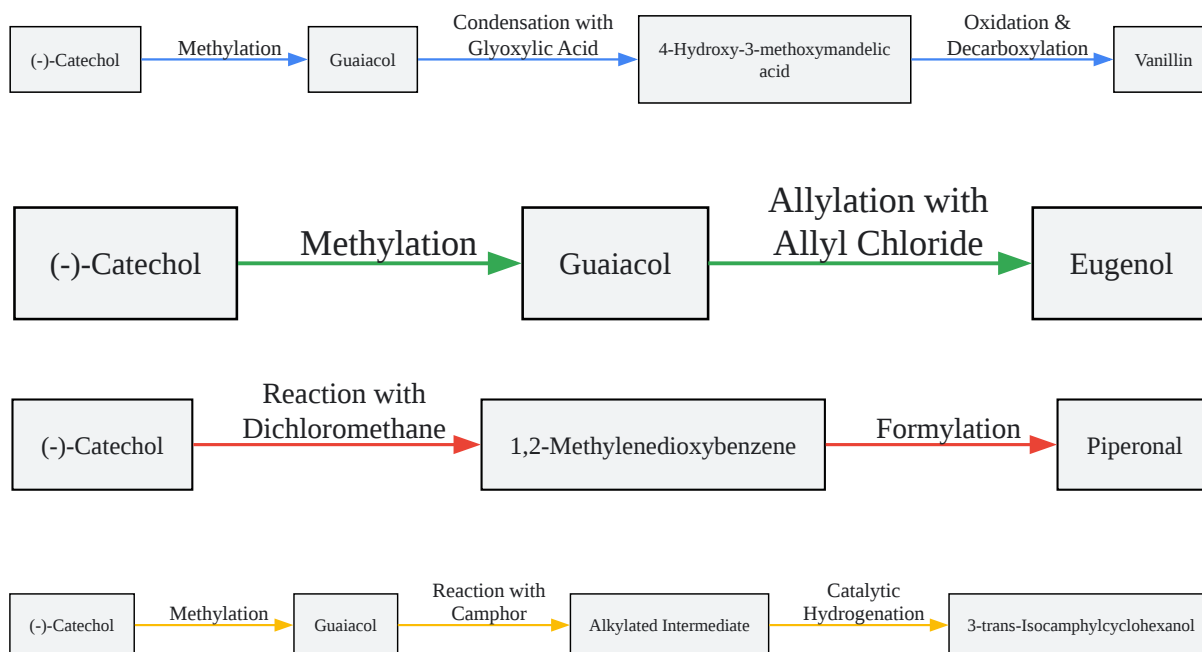 (-)-Catechol
Methylation
Guaiacol
Condensation with
Glyoxylic Acid
4-Hydroxy-3-methoxymandelic
acid
Oxidation &
Decarboxylation
Vanillin
(-)-Catechol
Methylation
Guaiacol
Allylation with
Allyl Chloride
Eugenol
(-)-Catechol
Reaction with
Dichloromethane
1,2-Methylenedioxybenzene
Formylation
Piperonal
(-)-Catechol
Methylation
Guaiacol
Reaction with
Camphor
Alkylated Intermediate
Catalytic
Hydrogenation
3-trans-Isocamphylcyclohexanol